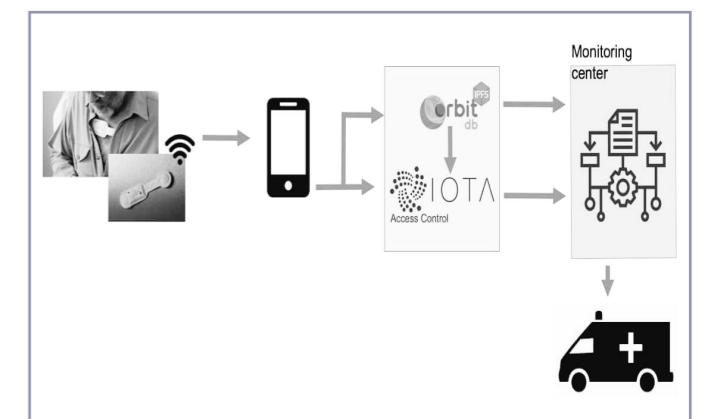 Monitoring
center
IPFS
orbit
db
IOTA
Access Control